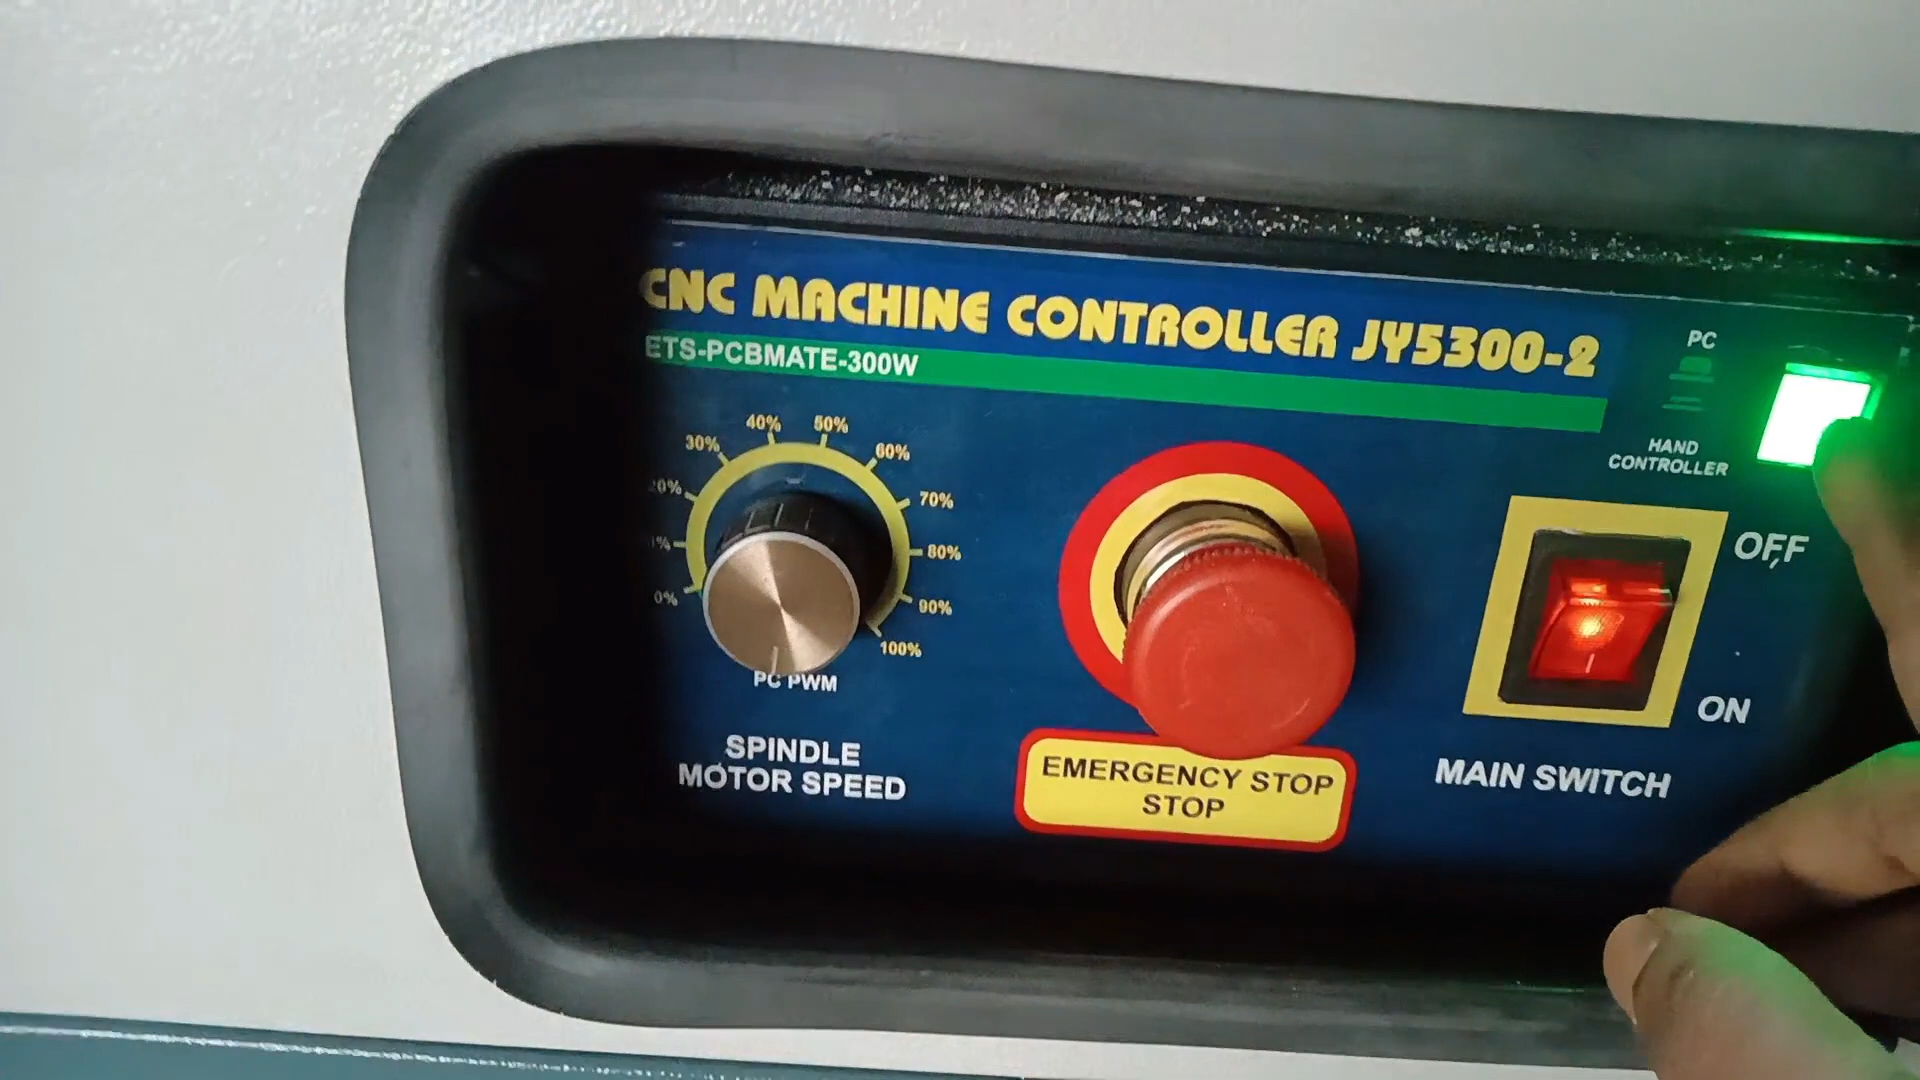 CNC MACHINE CONTROLLER JY5300-2
ETS-PCBMATE-300W
PC
HAND
CONTROLLER
0%
20%
30%
40%
50%
60%
70%
80%
90%
100%
PC PWM
SPINDLE
MOTOR SPEED
EMERGENCY STOP
STOP
OFF
ON
MAIN SWITCH